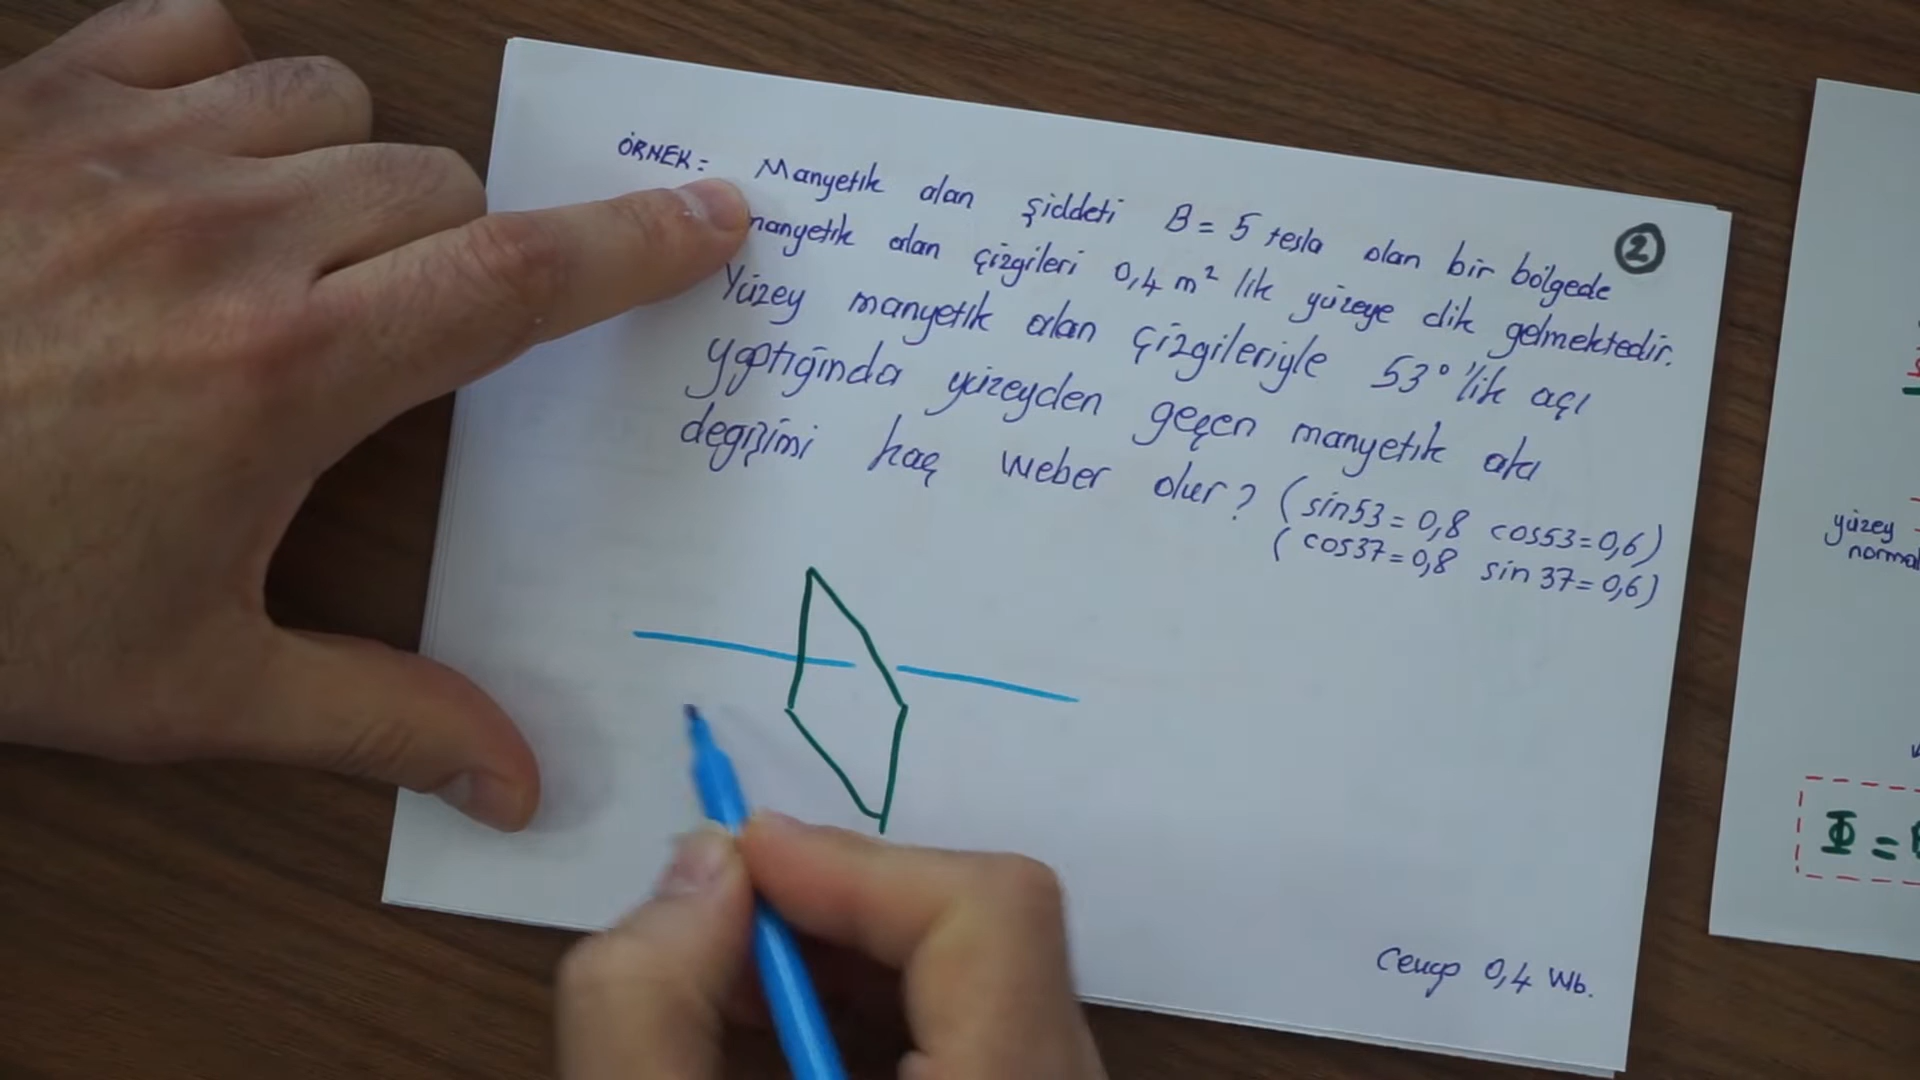 ÖRNEK= Manyetik alan şiddeti B = 5 tesla olan bir bölgede
manyetik alan çizgileri 0,4 m² lik yüzeye dik gelmektedir.
Yüzey manyetik alan çizgileriyle 53°'lik açı
yaptığında yüzeyden geçen manyetik akı
değişimi kaç weber olur? (sin53=0,8 cos53=0,6)
(cos37=0,8 sin 37=0,6)
②
Cevap 0,4 Wb.
yüzey
Φ =